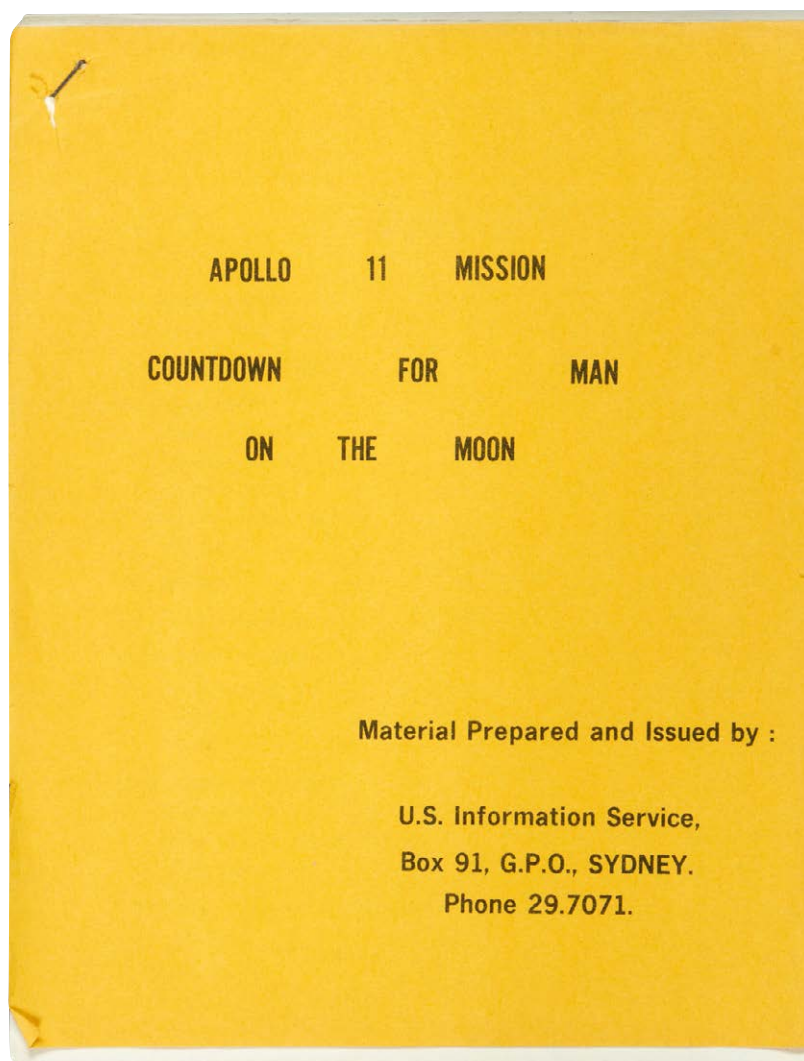 APOLLO 11 MISSION
COUNTDOWN FOR MAN
ON THE MOON
Material Prepared and Issued by :
U.S. Information Service,
Box 91, G.P.O., SYDNEY.
Phone 29.7071.